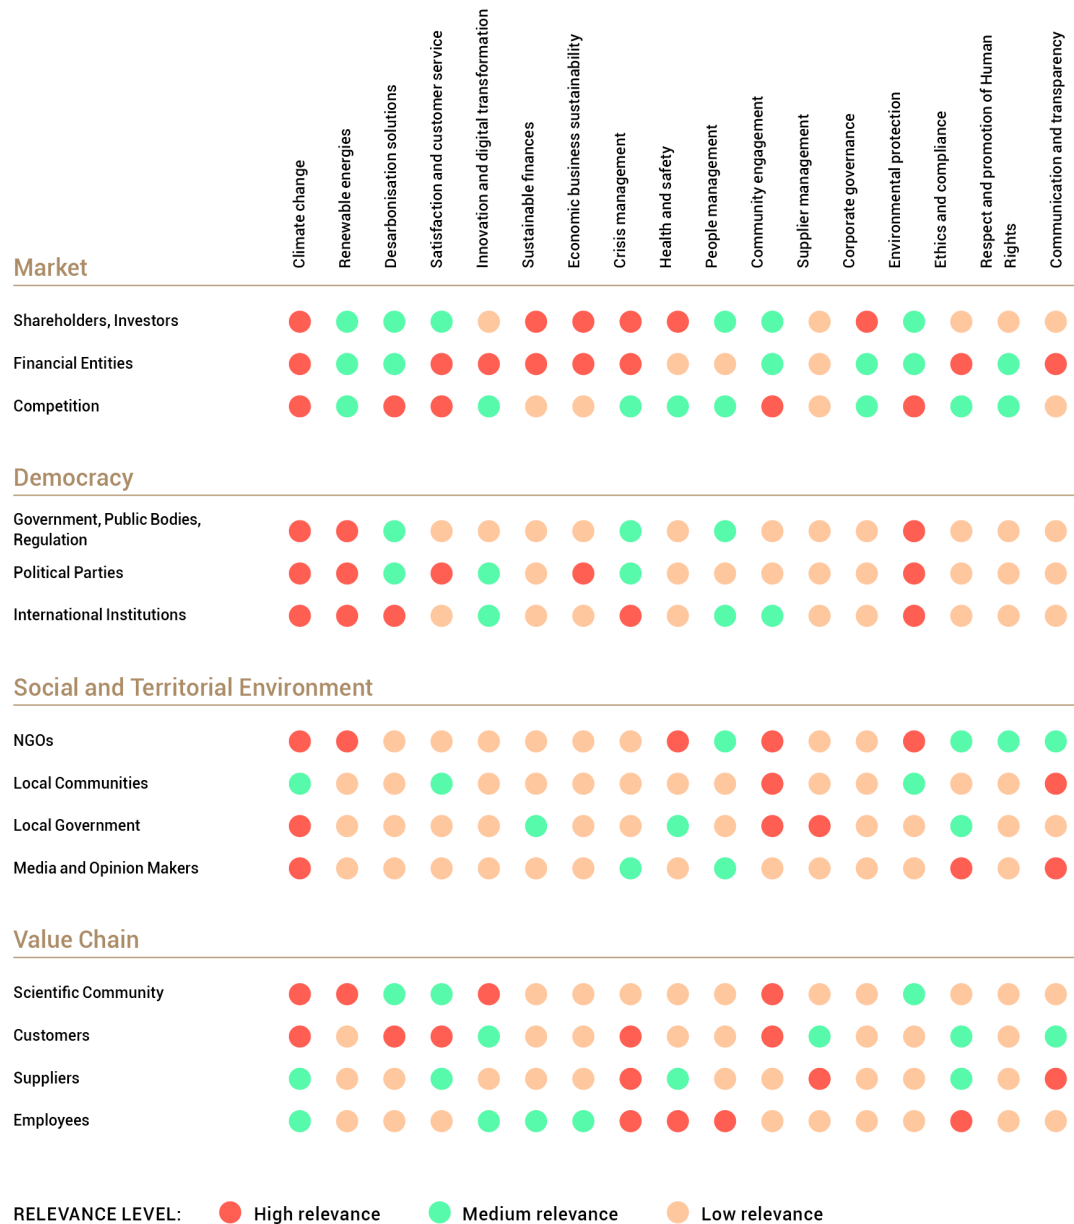 Climate change
Renewable energies
Desarbonisation solutions
Satisfaction and customer service
Innovation and digital transformation
Sustainable finances
Economic business sustainability
Crisis management
Health and safety
People management
Community engagement
Supplier management
Corporate governance
Environmental protection
Ethics and compliance
Respect and promotion of Human
Rights
Communication and transparency
Market
Shareholders, Investors
Financial Entities
Competition
Democracy
Government, Public Bodies,
Regulation
Political Parties
International Institutions
Social and Territorial Environment
NGOs
Local Communities
Local Government
Media and Opinion Makers
Value Chain
Scientific Community
Customers
Suppliers
Employees
RELEVANCE LEVEL: High relevance Medium relevance Low relevance